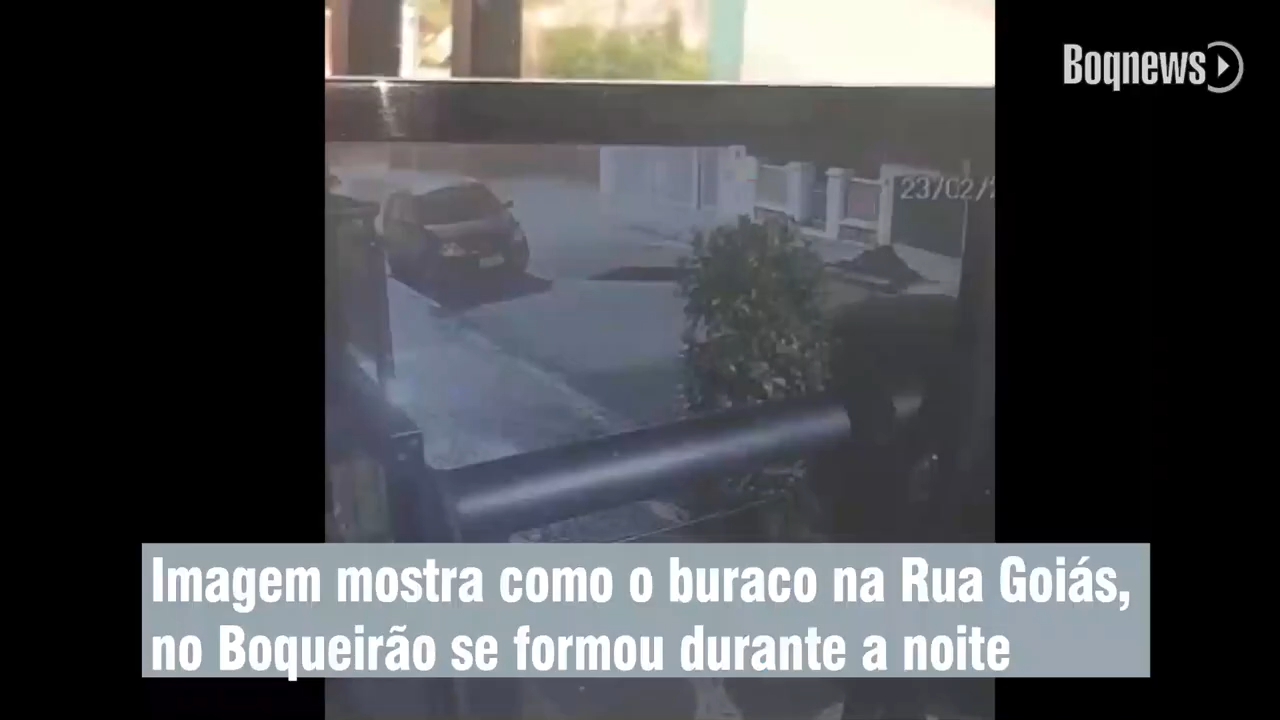 Boqnews
23/02/
Imagem mostra como o buraco na Rua Goiás,
no Boqueirão se formou durante a noite